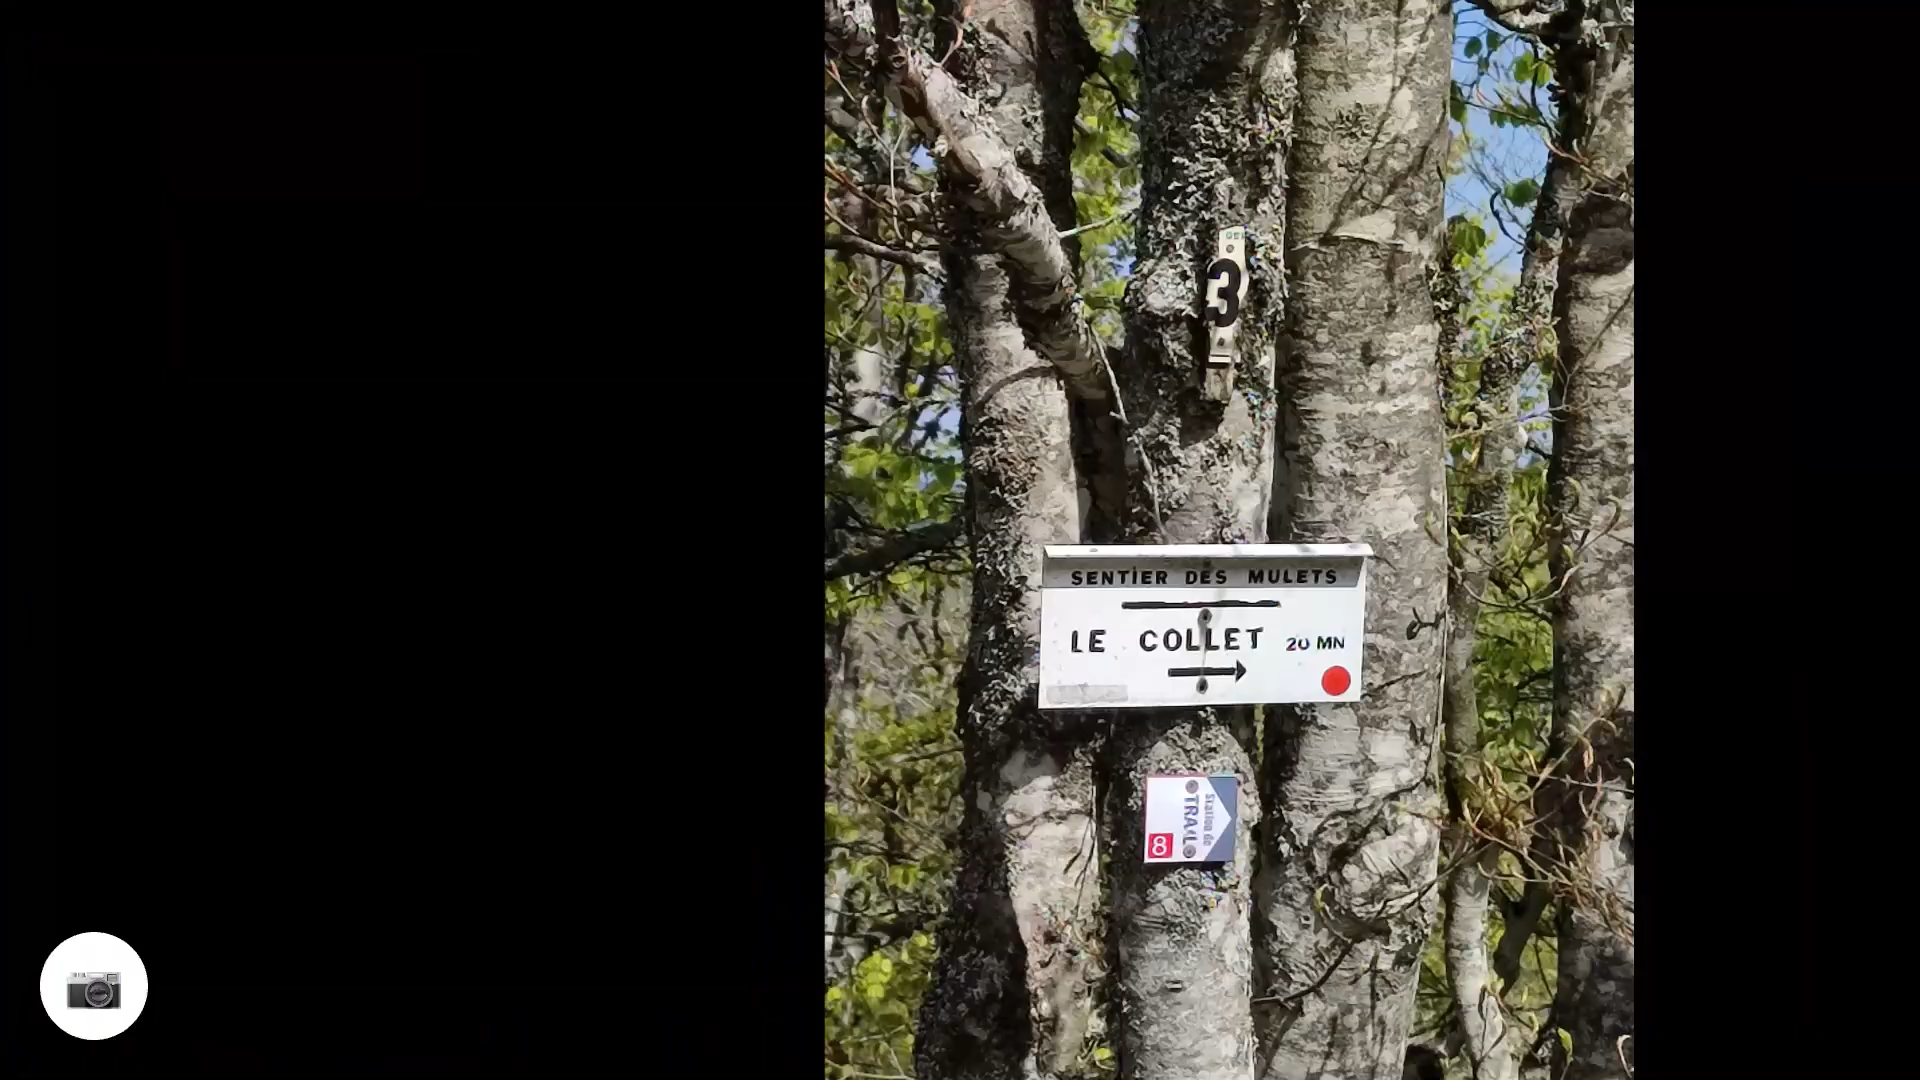 3
SENTIER DES MULETS
LE COLLET 20 MN
Station de
TRAIL
8